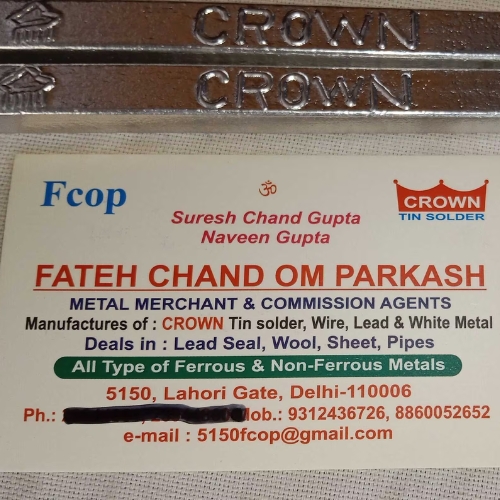 CROWN
CROWN
Fcop
ॐ
CROWN
TIN SOLDER
Suresh Chand Gupta
Naveen Gupta
FATEH CHAND OM PARKASH
METAL MERCHANT & COMMISSION AGENTS
Manufactures of : CROWN Tin solder, Wire, Lead & White Metal
Deals in : Lead Seal, Wool, Sheet, Pipes
All Type of Ferrous & Non-Ferrous Metals
5150, Lahori Gate, Delhi-110006
Ph.: Mob.: 9312436726, 8860052652
e-mail : 5150fcop@gmail.com